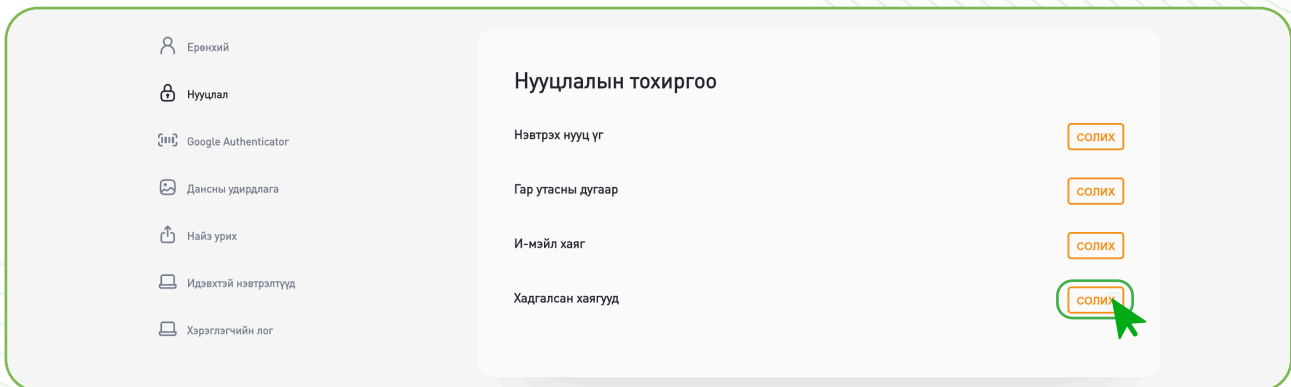 Ерөнхий
Нууцлал
Google Authenticator
Дансны удирдлага
Найз урих
Идэвхтэй нэвтрэлтүүд
Хэрэглэгчийн лог
Нууцлалын тохиргоо
Нэвтрэх нууц үг
СОЛИХ
Гар утасны дугаар
СОЛИХ
И-мэйл хаяг
СОЛИХ
Хадгалсан хаягууд
СОЛИХ